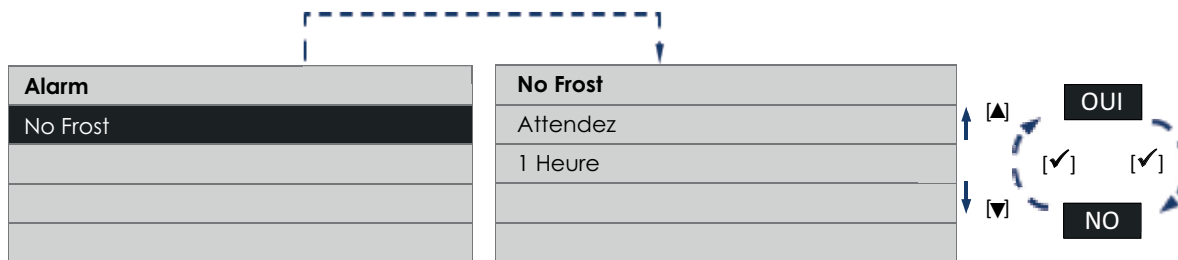 Alarm
No Frost
No Frost
Attendez
1 Heure
[▲]
[▼]
OUI
[✓] [✓]
NO